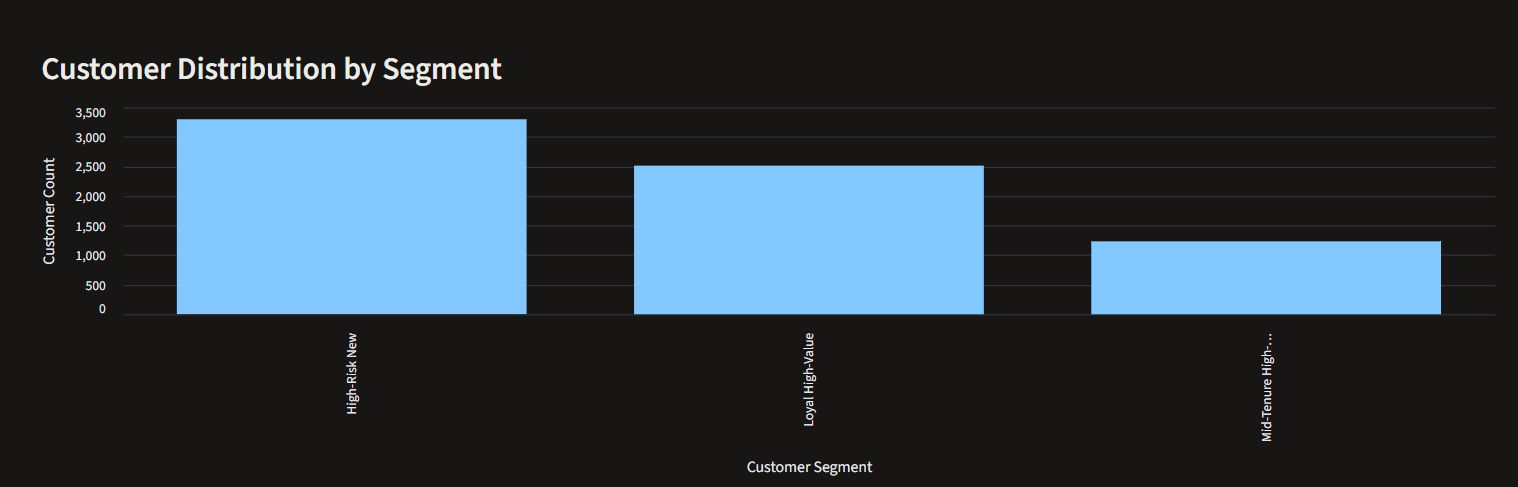 Customer Distribution by Segment
3,500
3,000
2,500
2,000
1,500
1,000
500
0
Customer Count
High-Risk New
Loyal High-Value
Mid-Tenure High-…
Customer Segment